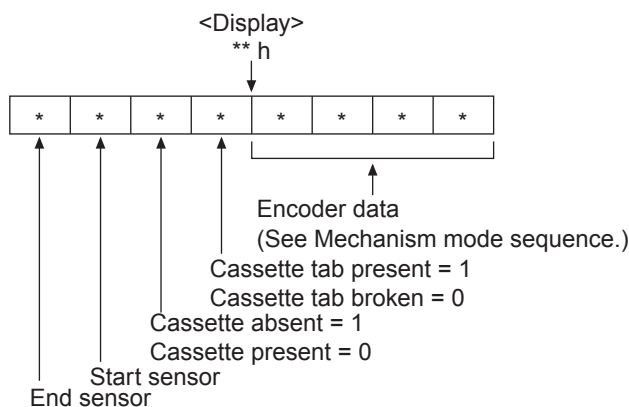 <Display>
** h
* * * * * * * *
Encoder data
(See Mechanism mode sequence.)
Cassette tab present = 1
Cassette tab broken = 0
Cassette absent = 1
Cassette present = 0
Start sensor
End sensor